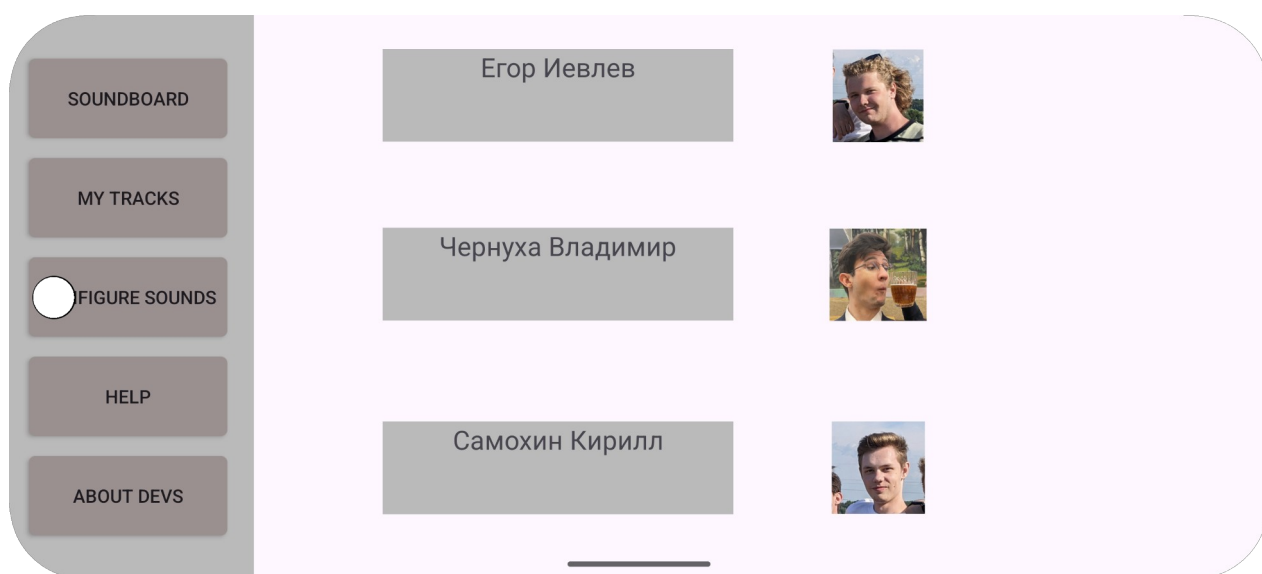 SOUNDBOARD
MY TRACKS
FIGURE SOUNDS
HELP
ABOUT DEVS
Егор Иевлев
Чернуха Владимир
Самохин Кирилл